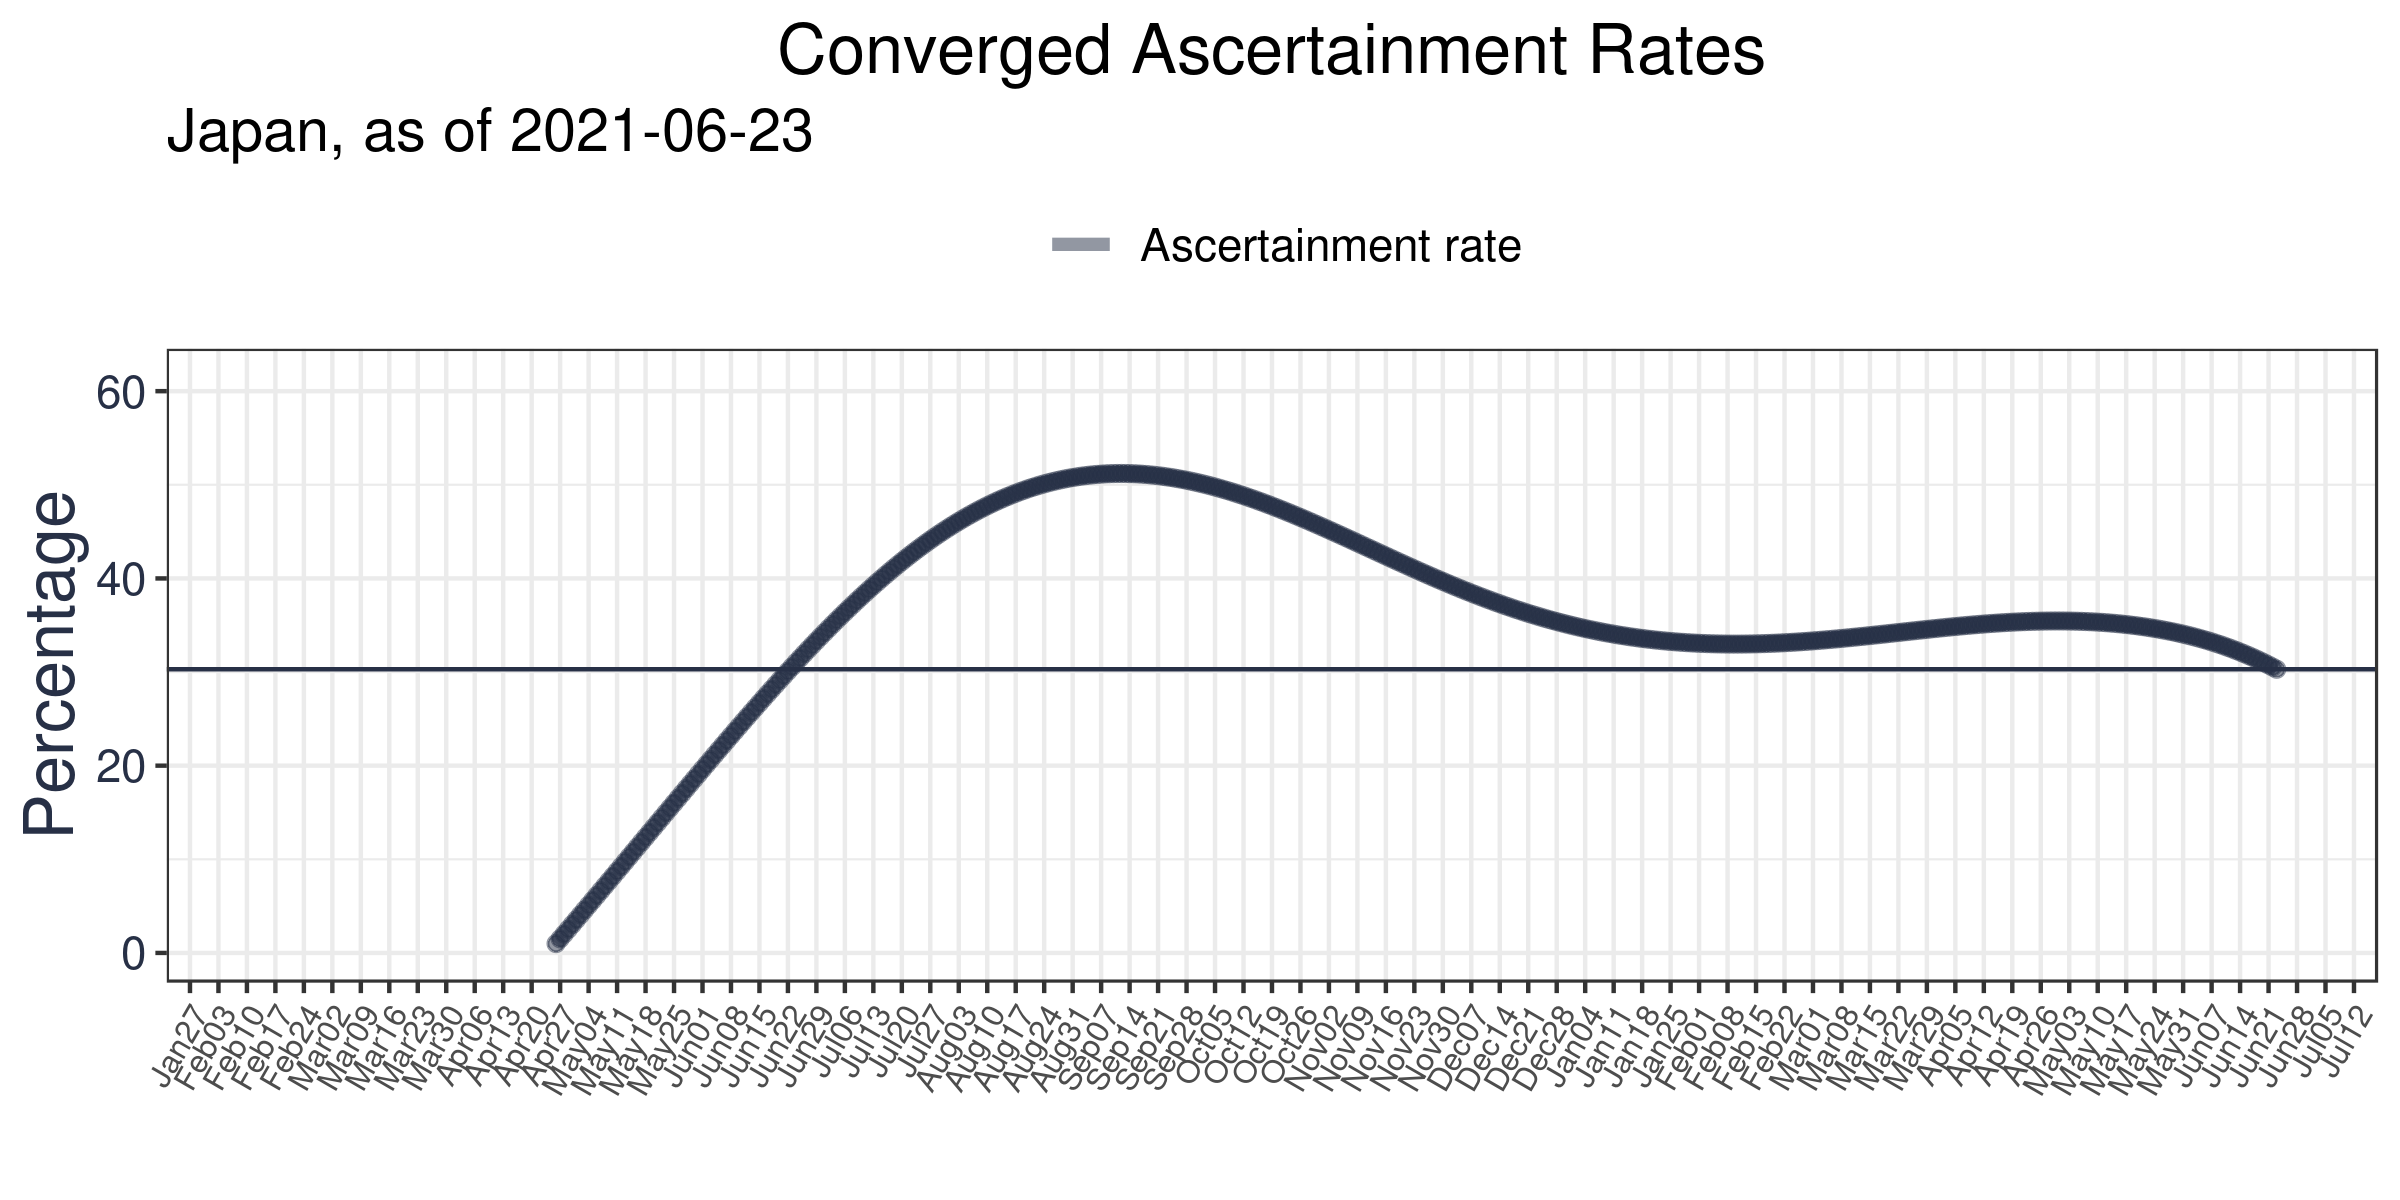 Converged Ascertainment Rates
Japan, as of 2021-06-23
Ascertainment rate
Percentage
60
40
20
0
Jan27
Feb03
Feb10
Feb17
Feb24
Mar02
Mar09
Mar16
Mar23
Mar30
Apr06
Apr13
Apr20
Apr27
May04
May11
May18
May25
Jun01
Jun08
Jun15
Jun22
Jun29
Jul06
Jul13
Jul20
Jul27
Aug03
Aug10
Aug17
Aug24
Aug31
Sep07
Sep14
Sep21
Sep28
Oct05
Oct12
Oct19
Oct26
Nov02
Nov09
Nov16
Nov23
Nov30
Dec07
Dec14
Dec21
Dec28
Jan04
Jan11
Jan18
Jan25
Feb01
Feb08
Feb15
Feb22
Mar01
Mar08
Mar15
Mar22
Mar29
Apr05
Apr12
Apr19
Apr26
May03
May10
May17
May24
May31
Jun07
Jun14
Jun21
Jun28
Jul05
Jul12